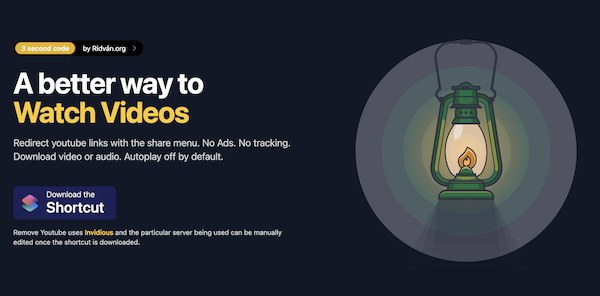 3 second code by Ridván.org
A better way to
Watch Videos
Redirect youtube links with the share menu. No Ads. No tracking.
Download video or audio. Autoplay off by default.
Download the
Shortcut
Remove Youtube uses Invidious and the particular server being used can be manually
edited once the shortcut is downloaded.